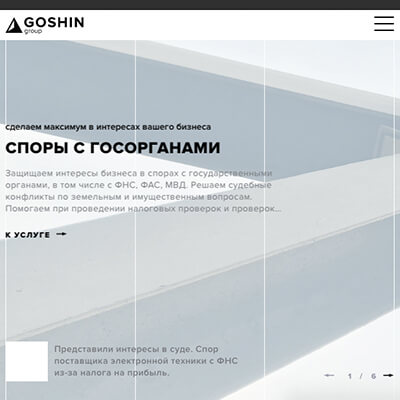 GOSHIN
group
сделаем максимум в интересах вашего бизнеса
СПОРЫ С ГОСОРГАНАМИ
Защищаем интересы бизнеса в спорах с государственными
органами, в том числе с ФНС, ФАС, МВД. Решаем судебные
конфликты по земельным и имущественным вопросам.
Помогаем при проведении налоговых проверок и проверок...
К УСЛУГЕ
Представили интересы в суде. Спор
поставщика электронной техники с ФНС
из-за налога на прибыль.
1 / 6